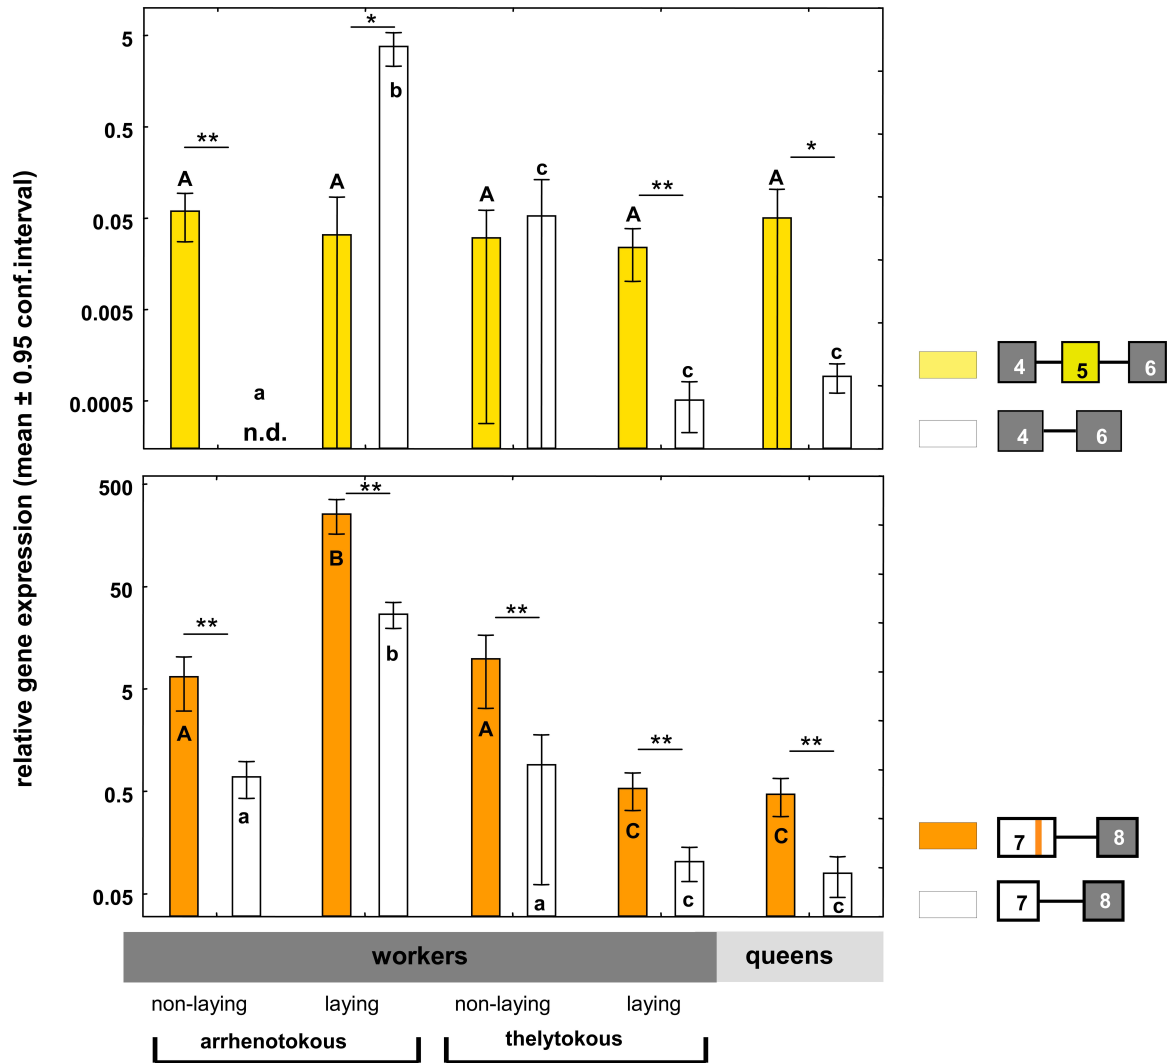 relative gene expression (mean ± 0.95 conf.interval)
5
0.5
0.05
0.005
0.0005
**
A
a
n.d.
*
A
b
A
c
**
A
c
*
A
c
4 5 6
4 6
500
50
5
0.5
0.05
**
A
a
**
B
b
**
A
a
**
C
c
**
C
c
7 8
7 8
workers queens
non-laying laying non-laying laying
arrhenotokous thelytokous